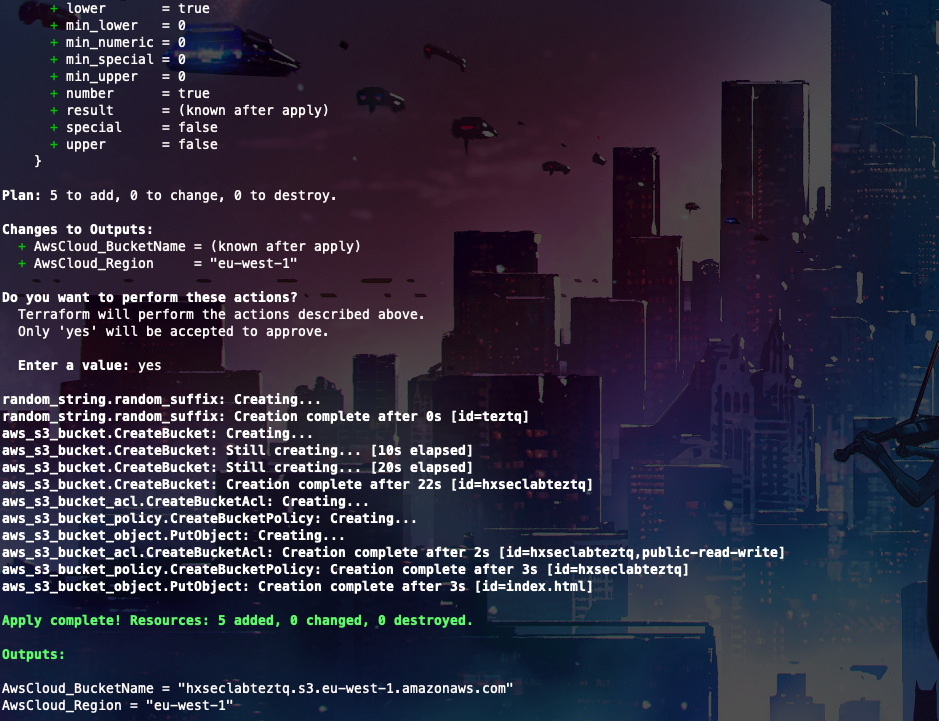 + lower       = true
+ min_lower   = 0
+ min_numeric = 0
+ min_special = 0
+ min_upper   = 0
+ number      = true
+ result      = (known after apply)
+ special     = false
+ upper       = false
}
Plan: 5 to add, 0 to change, 0 to destroy.
Changes to Outputs:
+ AwsCloud_BucketName = (known after apply)
+ AwsCloud_Region     = "eu-west-1"
Do you want to perform these actions?
Terraform will perform the actions described above.
Only 'yes' will be accepted to approve.
Enter a value: yes
random_string.random_suffix: Creating...
random_string.random_suffix: Creation complete after 0s [id=teztq]
aws_s3_bucket.CreateBucket: Creating...
aws_s3_bucket.CreateBucket: Still creating... [10s elapsed]
aws_s3_bucket.CreateBucket: Still creating... [20s elapsed]
aws_s3_bucket.CreateBucket: Creation complete after 22s [id=hxseclabteztq]
aws_s3_bucket_acl.CreateBucketAcl: Creating...
aws_s3_bucket_policy.CreateBucketPolicy: Creating...
aws_s3_bucket_object.PutObject: Creating...
aws_s3_bucket_acl.CreateBucketAcl: Creation complete after 2s [id=hxseclabteztq,public-read-write]
aws_s3_bucket_policy.CreateBucketPolicy: Creation complete after 3s [id=hxseclabteztq]
aws_s3_bucket_object.PutObject: Creation complete after 3s [id=index.html]
Apply complete! Resources: 5 added, 0 changed, 0 destroyed.
Outputs:
AwsCloud_BucketName = "hxseclabteztq.s3.eu-west-1.amazonaws.com"
AwsCloud_Region = "eu-west-1"